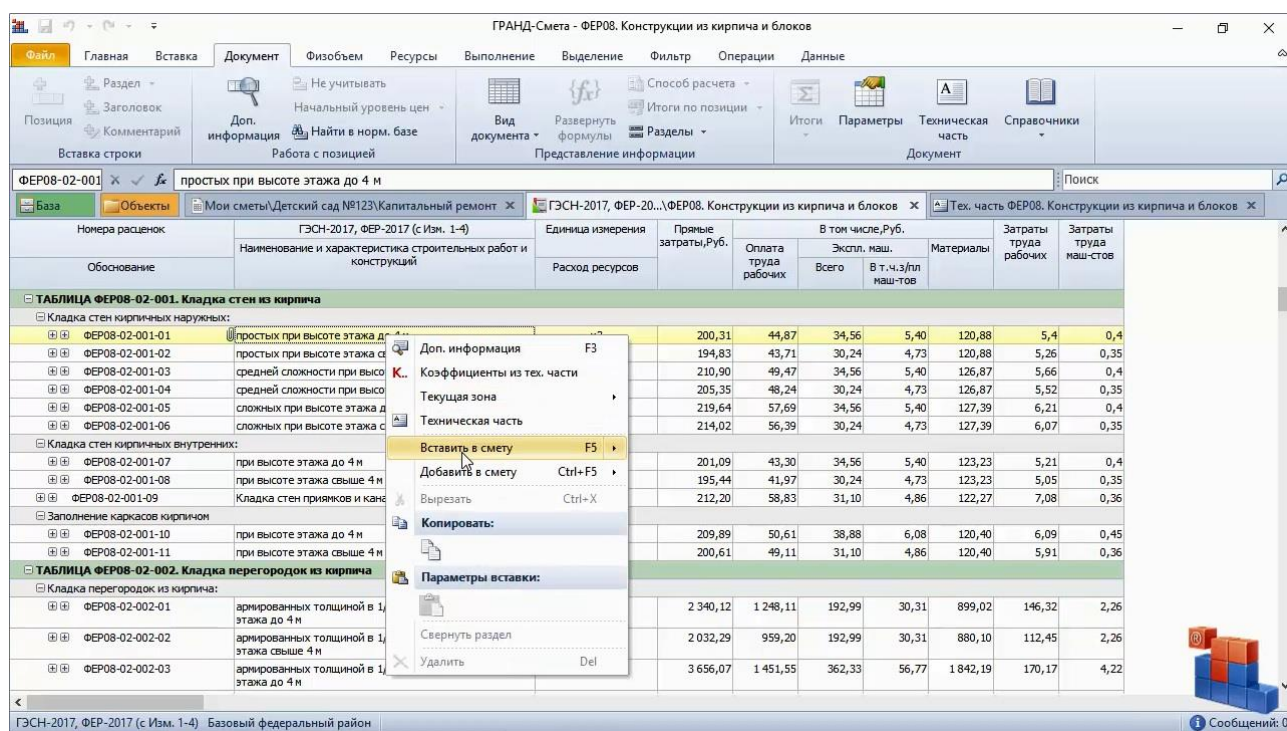 ГРАНД-Смета - ФЕР08. Конструкции из кирпича и блоков
Файл Главная Вставка Документ Физобъем Ресурсы Выполнение Выделение Фильтр Операции Данные
Позиция
Раздел
Заголовок
Комментарий
Вставка строки
Доп. информация
Не учитывать
Начальный уровень цен
Найти в норм. базе
Работа с позицией
Вид документа
Развернуть формулы
Способ расчета
Итоги по позиции
Разделы
Представление информации
Итоги
Параметры
Техническая часть
Справочники
Документ
ФЕР08-02-001 fx простых при высоте этажа до 4 м
Поиск
База Объекты Мои сметы\Детский сад №123\Капитальный ремонт ГЭСН-2017, ФЕР-20...\ФЕР08. Конструкции из кирпича и блоков Тех. часть ФЕР08. Конструкции из кирпича и блоков
Номера расценок
Обоснование
ГЭСН-2017, ФЕР-2017 (с Изм. 1-4)
Наименование и характеристика строительных работ и конструкций
Единица измерения
Расход ресурсов
Прямые затраты,Руб.
В том числе,Руб.
Оплата труда рабочих
Экспл. маш.
Всего
В т.ч.з/пл маш-тов
Материалы
Затраты труда рабочих
Затраты труда маш-стов
ТАБЛИЦА ФЕР08-02-001. Кладка стен из кирпича
Кладка стен кирпичных наружных:
ФЕР08-02-001-01 простых при высоте этажа 200,31 44,87 34,56 5,40 120,88 5,4 0,4
ФЕР08-02-001-02 простых при высоте этажа 194,83 43,71 30,24 4,73 120,88 5,26 0,35
ФЕР08-02-001-03 средней сложности при 210,90 49,47 34,56 5,40 126,87 5,66 0,4
ФЕР08-02-001-04 средней сложности при 205,35 48,24 30,24 4,73 126,87 5,52 0,35
ФЕР08-02-001-05 сложных при высоте этажа 219,64 57,69 34,56 5,40 127,39 6,21 0,4
ФЕР08-02-001-06 сложных при высоте этажа 214,02 56,39 30,24 4,73 127,39 6,07 0,35
Кладка стен кирпичных внутренних:
ФЕР08-02-001-07 при высоте этажа до 4 м 201,09 43,30 34,56 5,40 123,23 5,21 0,4
ФЕР08-02-001-08 при высоте этажа свыше 4 м 195,44 41,97 30,24 4,73 123,23 5,05 0,35
ФЕР08-02-001-09 Кладка стен приямков и 212,20 58,83 31,10 4,86 122,27 7,08 0,36
Заполнение каркасов кирпичом
ФЕР08-02-001-10 при высоте этажа до 4 м 209,89 50,61 38,88 6,08 120,40 6,09 0,45
ФЕР08-02-001-11 при высоте этажа свыше 4 м 200,61 49,11 31,10 4,86 120,40 5,91 0,36
ТАБЛИЦА ФЕР08-02-002. Кладка перегородок из кирпича
Кладка перегородок из кирпича:
ФЕР08-02-002-01 армированных толщиной в 2 340,12 1 248,11 192,99 30,31 899,02 146,32 2,26
этажа до 4 м
ФЕР08-02-002-02 армированных толщиной в 2 032,29 959,20 192,99 30,31 880,10 112,45 2,26
этажа свыше 4 м
ФЕР08-02-002-03 армированных толщиной в 3 656,07 1 451,55 362,33 56,77 1 842,19 170,17 4,22
этажа до 4 м
Доп. информация F3
К.. Коэффициенты из тех. части
Текущая зона
Техническая часть
Вставить в смету F5
Добавить в смету Ctrl+F5
Вырезать Ctrl+X
Копировать:
Параметры вставки:
Свернуть раздел
Удалить Del
ГЭСН-2017, ФЕР-2017 (с Изм. 1-4) Базовый федеральный район
Сообщений: 0